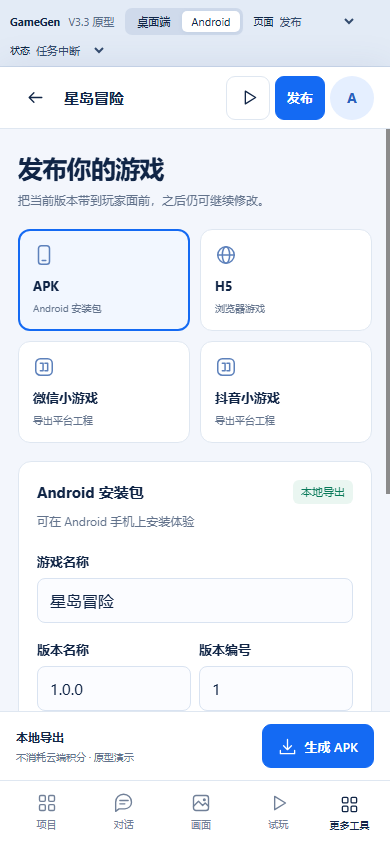 GameGen V3.3 原型 桌面端 Android 页面 发布
状态 任务中断
星岛冒险 发布 A
发布你的游戏
把当前版本带到玩家面前，之后仍可继续修改。
APK
Android 安装包
H5
浏览器游戏
微信小游戏
导出平台工程
抖音小游戏
导出平台工程
Android 安装包 本地导出
可在 Android 手机上安装体验
游戏名称
星岛冒险
版本名称 版本编号
1.0.0 1
本地导出
不消耗云端积分 · 原型演示
生成 APK
项目 对话 画面 试玩 更多工具